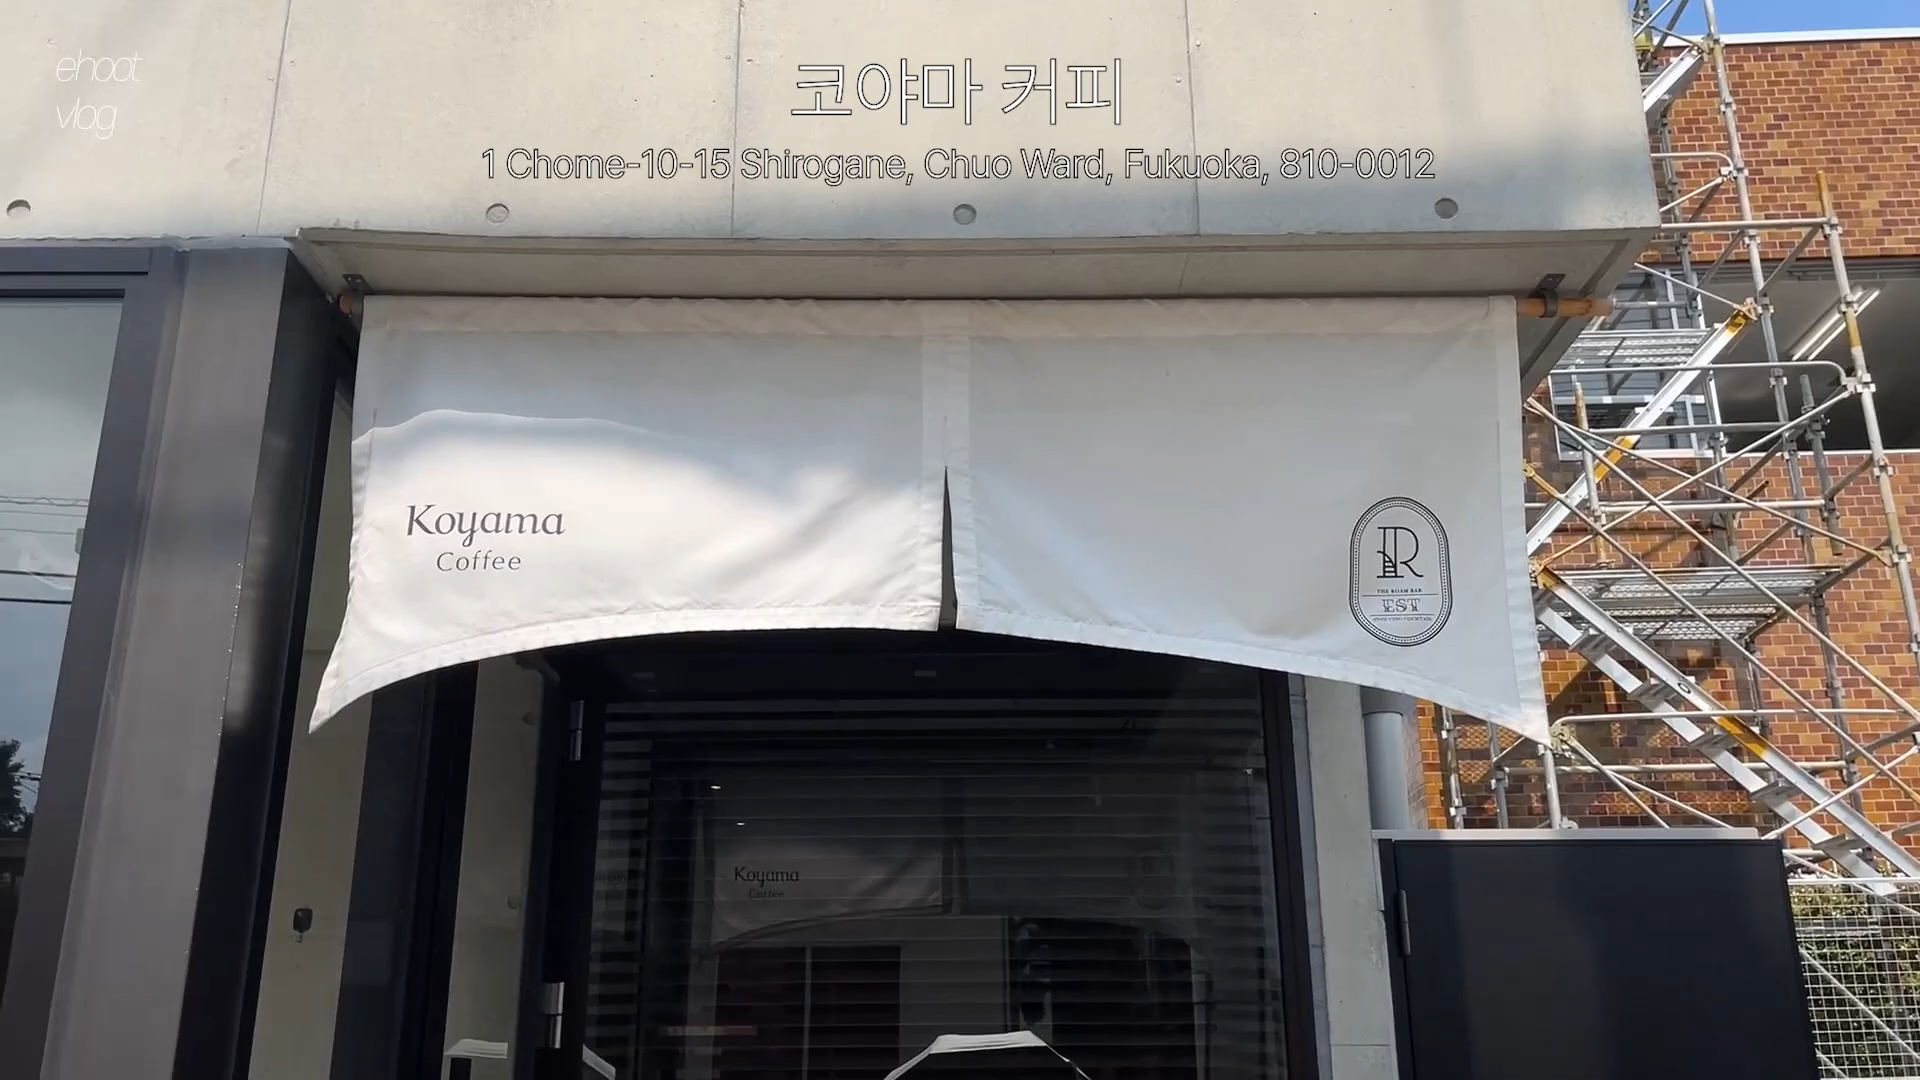 ehoot
vlog
코야마 커피
1 Chome-10-15 Shirogane, Chuo Ward, Fukuoka, 810-0012
Koyama
Coffee
R
THE ROAM BAR
EST
Koyama
Coffee